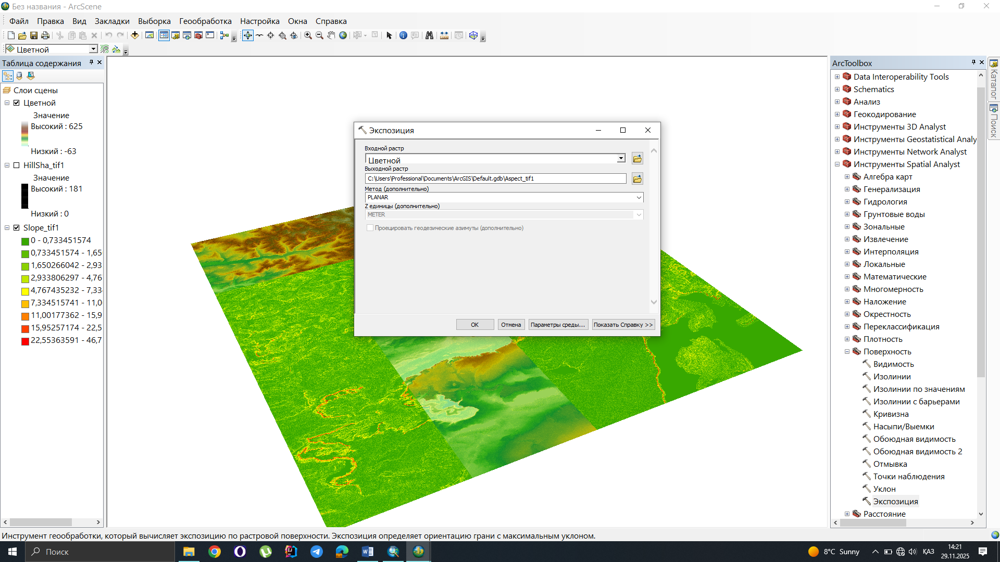 Без названия - ArcScene
Файл Правка Вид Закладки Выборка Геообработка Настройка Окна Справка
Цветной
Таблица содержания
Слои сцены
Цветной
Значение
Высокий : 625
Низкий : -63
HillSha_tif1
Значение
Высокий : 181
Низкий : 0
Slope_tif1
0 - 0,733451574
0,733451574 - 1,65
1,650266042 - 2,93
2,933806297 - 4,76
4,767435232 - 7,33
7,334515741 - 11,0
11,00177362 - 15,9
15,95257174 - 22,5
22,55363591 - 46,7
Экспозиция
Входной растр
Цветной
Выходной растр
C:\Users\Professional\Documents\ArcGIS\Default.gdb\Aspect_tif1
Метод (дополнительно)
PLANAR
Z единицы (дополнительно)
METER
Проецировать геодезические азимуты (дополнительно)
OK Отмена Параметры среды... Показать Справку >>
ArcToolbox
Data Interoperability Tools
Schematics
Анализ
Геокодирование
Инструменты 3D Analyst
Инструменты Geostatistical Analy
Инструменты Network Analyst
Инструменты Spatial Analyst
Алгебра карт
Генерализация
Гидрология
Грунтовые воды
Зональные
Извлечение
Интерполяция
Локальные
Математические
Многомерность
Наложение
Окрестность
Переклассификация
Плотность
Поверхность
Видимость
Изолинии
Изолинии по значениям
Изолинии с барьерами
Кривизна
Насыпи/Выемки
Обоюдная видимость
Обоюдная видимость 2
Отмывка
Точки наблюдения
Уклон
Экспозиция
Расстояние
Каталог
Поиск
Инструмент геообработки, который вычисляет экспозицию по растровой поверхности. Экспозиция определяет ориентацию грани с максимальным уклоном.
Поиск
8°C Sunny
ҚАЗ
14:21
29.11.2025